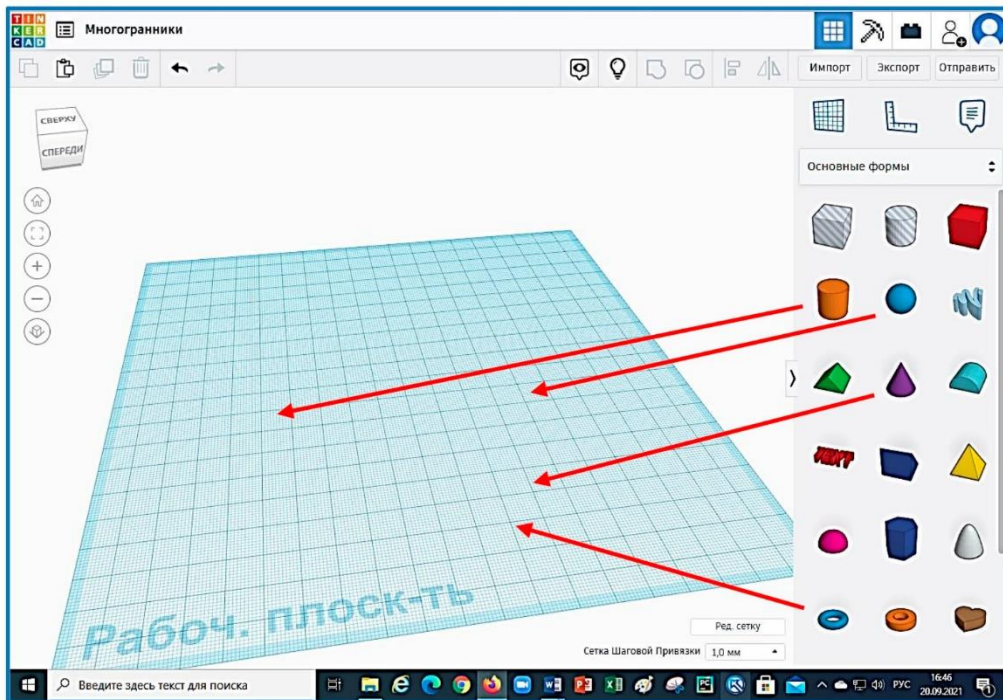 TIN
KER
CAD
Многогранники
Импорт
Экспорт
Отправить
СВЕРХУ
СПЕРЕДИ
Основные формы
TEXT
Рабоч. плоск-ть
Ред. сетку
Сетка Шаговой Привязки 1,0 мм
Введите здесь текст для поиска
РУС
16:46
20.09.2021